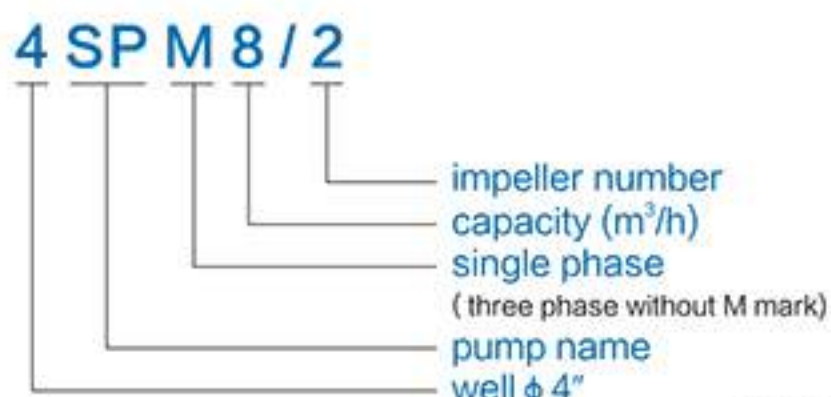 4 SP M 8 / 2
impeller number
capacity (m³/h)
single phase
( three phase without M mark)
pump name
well ϕ 4″